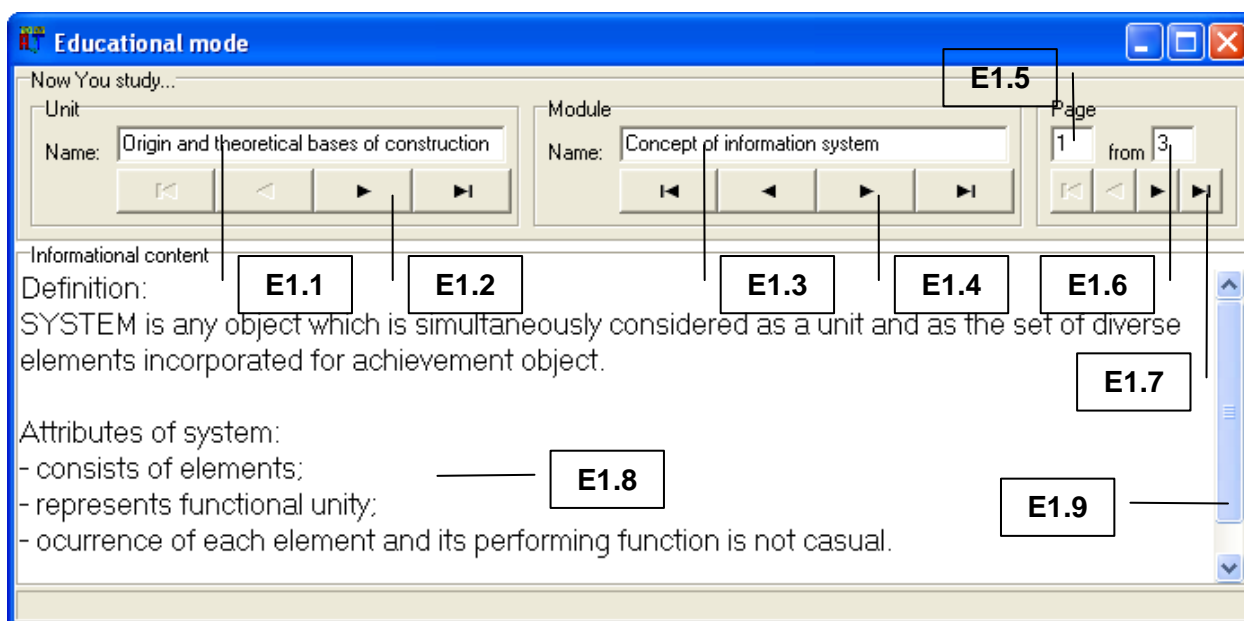 Educational mode
Now You study...
E1.5
Unit
Module
Page
Name: Origin and theoretical bases of construction
Name: Concept of information system
1 from 3
Informational content
E1.1
E1.2
E1.3
E1.4
E1.6
Definition:
SYSTEM is any object which is simultaneously considered as a unit and as the set of diverse
elements incorporated for achievement object.
E1.7
Attributes of system:
- consists of elements;
E1.8
- represents functional unity;
E1.9
- ocurrence of each element and its performing function is not casual.